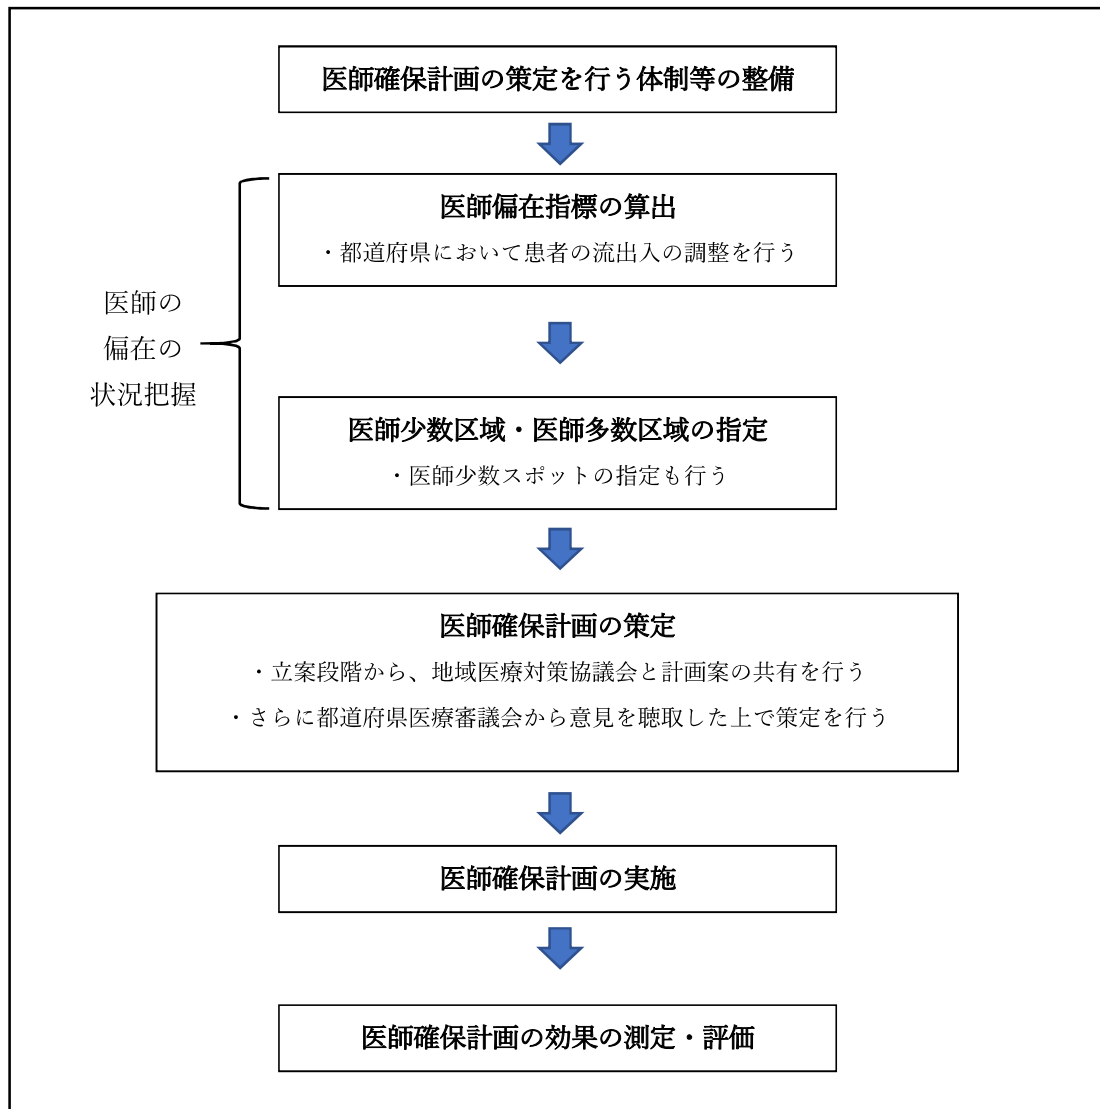 医師確保計画の策定を行う体制等の整備
医師偏在指標の算出
・都道府県において患者の流出入の調整を行う
医師の
偏在の
状況把握
医師少数区域・医師多数区域の指定
・医師少数スポットの指定も行う
医師確保計画の策定
・立案段階から、地域医療対策協議会と計画案の共有を行う
・さらに都道府県医療審議会から意見を聴取した上で策定を行う
医師確保計画の実施
医師確保計画の効果の測定・評価